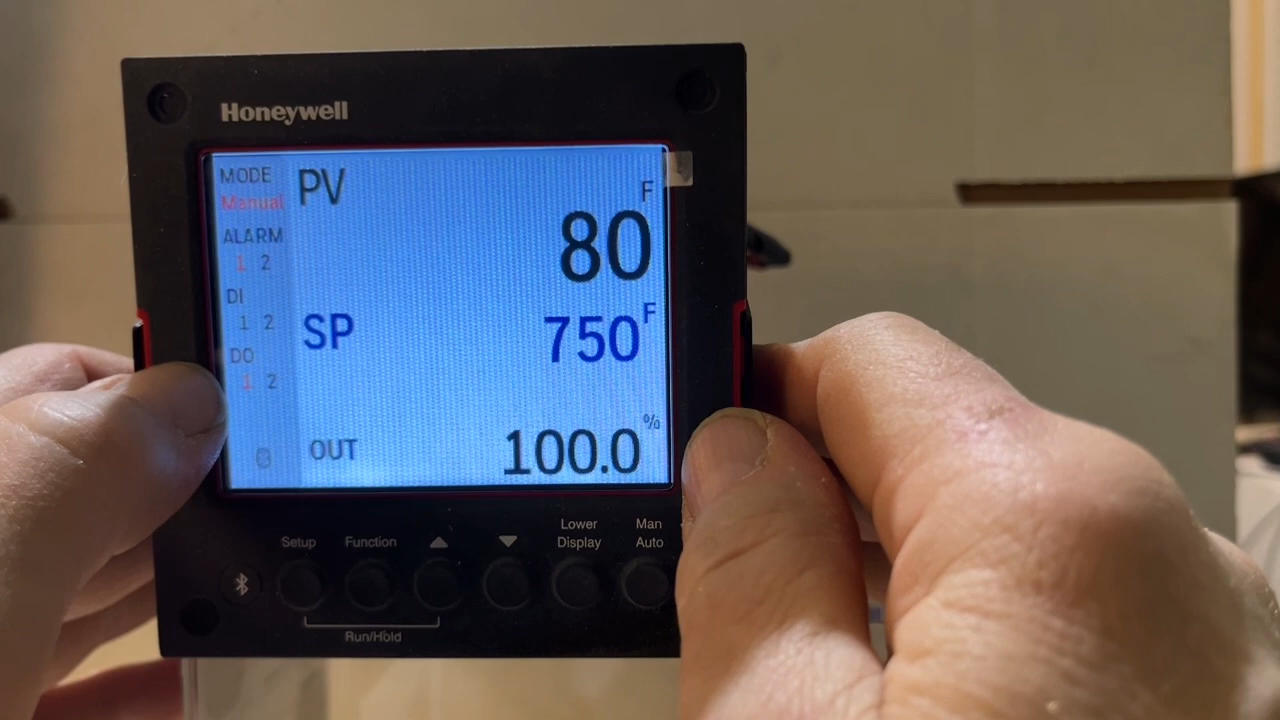 Honeywell
MODE
Manual
ALARM
1 2
DI
1 2
DO
1 2
PV
F
80
SP
750 F
OUT
100.0 %
Setup
Function
Lower
Display
Man
Auto
Run/Hold